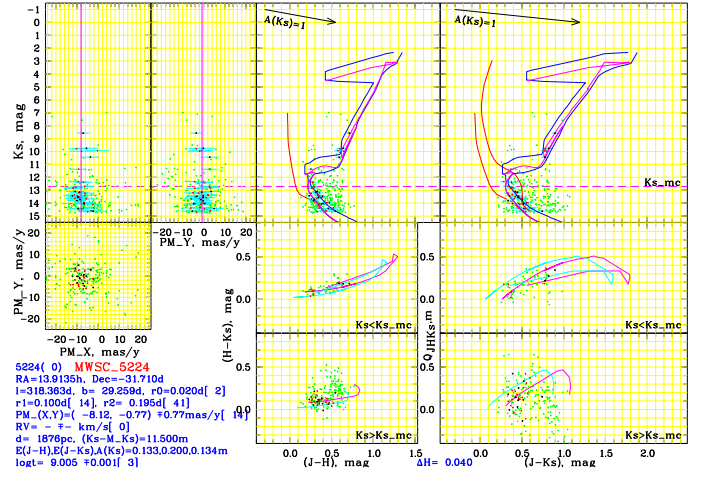 -1 0 1 2 3 4 5 6 7 8 9 10 11 12 13 14 15
Ks, mag
A(Ks)=1
A(Ks)=1
Ks_mc
-20 -10 0 10 20
PM_Y, mas/y
20 10 0 -10 -20
PM_Y, mas/y
-20 -10 0 10 20
PM_X, mas/y
0.5 0.0
(H-Ks), mag
Ks<Ks_mc
0.5 0.0
QJHKs,m
Ks<Ks_mc
0.5 0.0
Ks>Ks_mc
0.0 0.5 1.0 1.5
(J-H), mag
0.5 0.0
Ks>Ks_mc
0.0 0.5 1.0 1.5 2.0
(J-Ks), mag
ΔH= 0.040
5224( 0) MWSC_5224
RA=13.9135h, Dec=-31.710d
l=318.363d, b= 29.259d, r0=0.020d[ 2]
r1=0.100d[ 14], r2= 0.195d[ 41]
PM_(X,Y)=( -8.12, -0.77) ∓0.77mas/y[ 14]
RV= - ∓- km/s[ 0]
d= 1876pc, (Ks-M_Ks)=11.500m
E(J-H),E(J-Ks),A(Ks)=0.133,0.200,0.134m
logt= 9.005 ∓0.001[ 3]